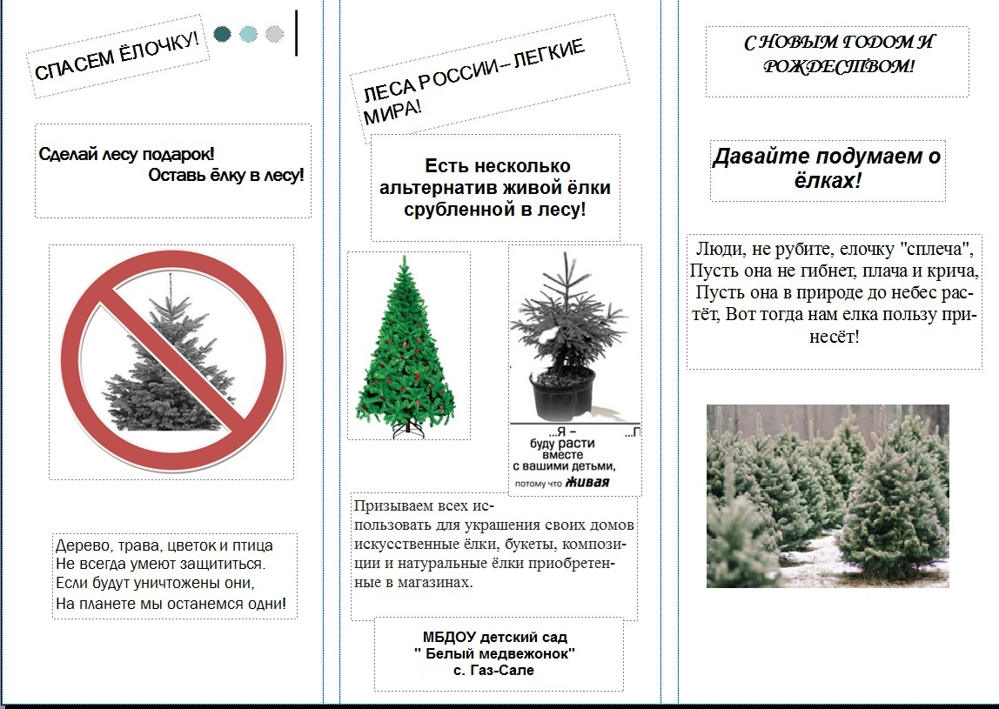 СПАСЕМ ЁЛОЧКУ!
Сделай лесу подарок!
Оставь ёлку в лесу!
Дерево, трава, цветок и птица
Не всегда умеют защититься.
Если будут уничтожены они,
На планете мы останемся одни!
ЛЕСА РОССИИ – ЛЕГКИЕ
МИРА!
Есть несколько
альтернатив живой ёлки
срубленной в лесу!
...Я – ...П
буду расти
вместе
с вашими детьми,
потому что живая
Призываем всех ис-
пользовать для украшения своих домов
искусственные ёлки, букеты, компози-
ции и натуральные ёлки приобретен-
ные в магазинах.
МБДОУ детский сад
" Белый медвежонок"
с. Газ-Сале
С НОВЫМ ГОДОМ И
РОЖДЕСТВОМ!
Давайте подумаем о
ёлках!
Люди, не рубите, елочку "сплеча",
Пусть она не гибнет, плача и крича,
Пусть она в природе до небес рас-
тёт, Вот тогда нам елка пользу при-
несёт!